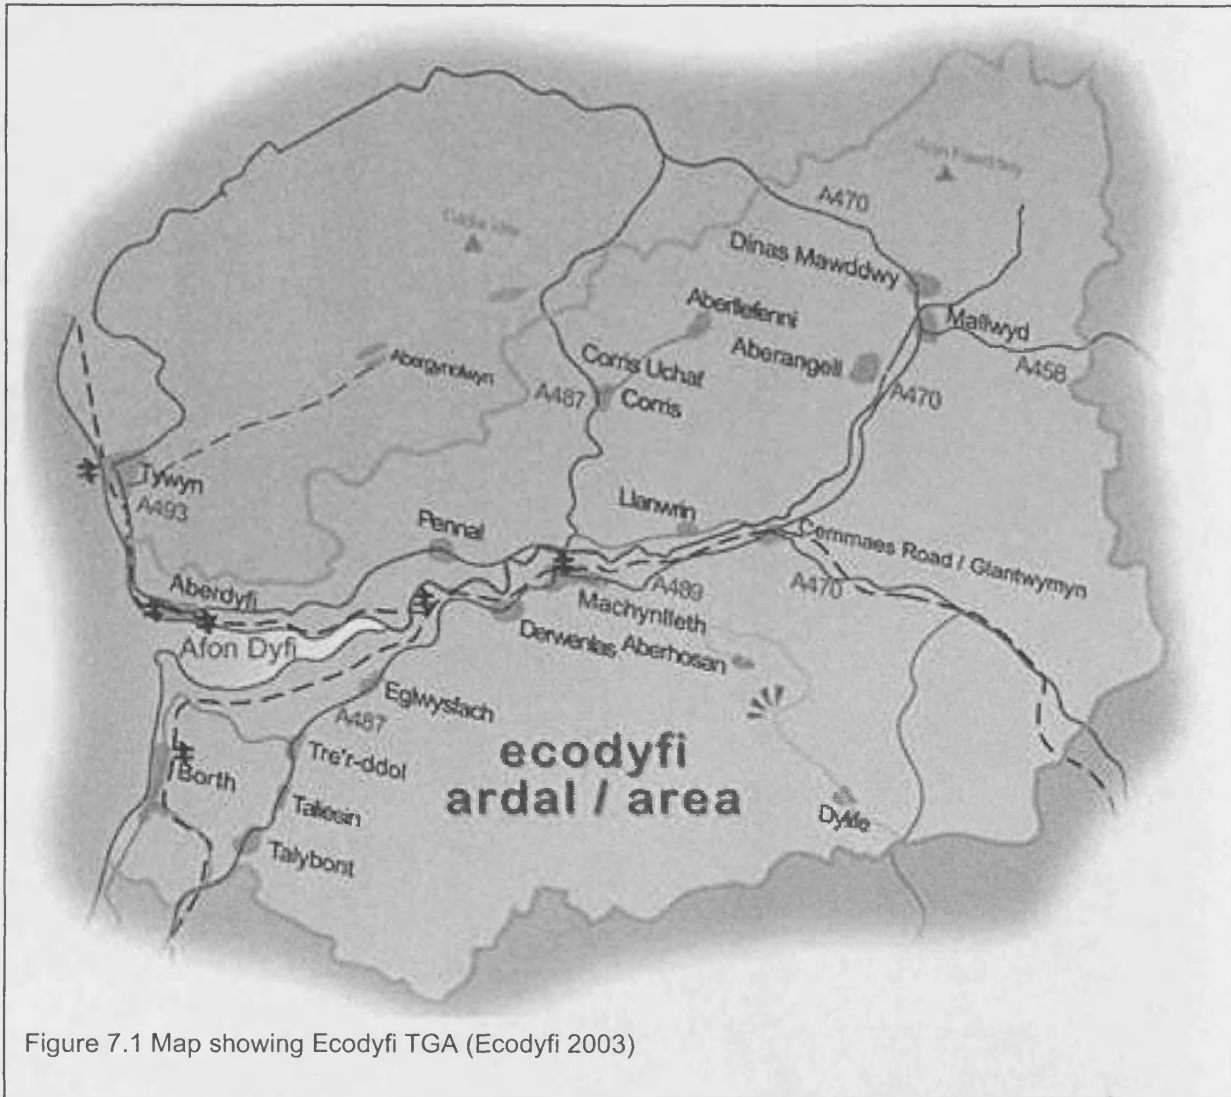 A470
Dinas Mawddwy
Aberllefenni
Mallwyd
Corris Uchaf
Aberangell
Abergynolwyn
A458
A487
Corris
A470
Tywyn
A493
Llanwrin
Pennal
Cemmaes Road / Glantwymyn
A489
A470
Aberdyfi
Machynlleth
Derwenlas
Aberhosan
Afon Dyfi
Eglwysfach
A487
ecodyfi
ardal / area
Tre'r-ddol
Borth
Taliesin
Dylife
Talybont
Figure 7.1 Map showing Ecodyfi TGA (Ecodyfi 2003)